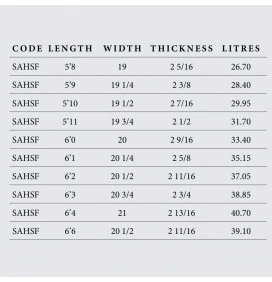 CODE LENGTH WIDTH THICKNESS LITRES
SAHSF 5'8 19 2 5/16 26.70
SAHSF 5'9 19 1/4 2 3/8 28.40
SAHSF 5'10 19 1/2 2 7/16 29.95
SAHSF 5'11 19 3/4 2 1/2 31.70
SAHSF 6'0 20 2 9/16 33.40
SAHSF 6'1 20 1/4 2 5/8 35.15
SAHSF 6'2 20 1/2 2 11/16 37.05
SAHSF 6'3 20 3/4 2 3/4 38.85
SAHSF 6'4 21 2 13/16 40.70
SAHSF 6'6 20 1/2 2 11/16 39.10